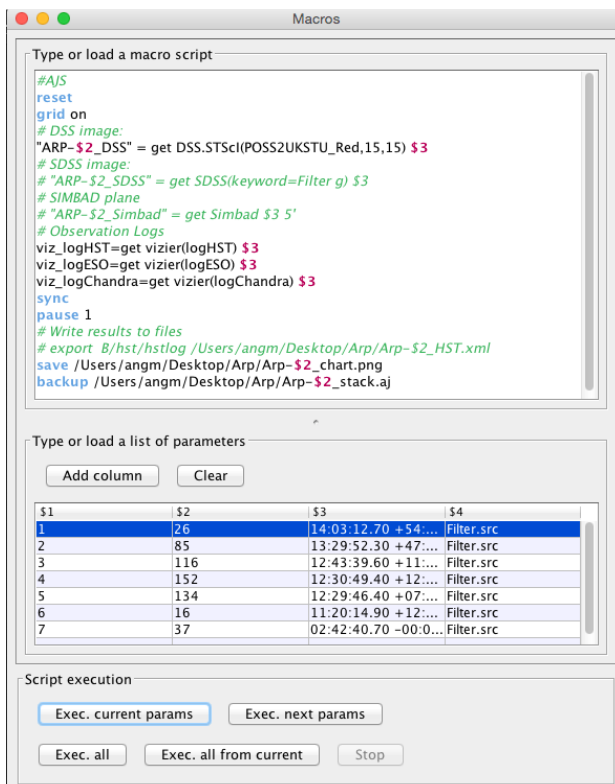 Macros
Type or load a macro script
#AJS
reset
grid on
# DSS image:
"ARP-$2_DSS" = get DSS.STScI(POSS2UKSTU_Red,15,15) $3
# SDSS image:
# "ARP-$2_SDSS" = get SDSS(keyword=Filter g) $3
# SIMBAD plane
# "ARP-$2_Simbad" = get Simbad $3 5'
# Observation Logs
viz_logHST=get vizier(logHST) $3
viz_logESO=get vizier(logESO) $3
viz_logChandra=get vizier(logChandra) $3
sync
pause 1
# Write results to files
# export  B/hst/hstlog /Users/angm/Desktop/Arp/Arp-$2_HST.xml
save /Users/angm/Desktop/Arp/Arp-$2_chart.png
backup /Users/angm/Desktop/Arp/Arp-$2_stack.aj
Type or load a list of parameters
Add column Clear
$1 $2 $3 $4
1 26 14:03:12.70 +54:... Filter.src
2 85 13:29:52.30 +47:... Filter.src
3 116 12:43:39.60 +11:... Filter.src
4 152 12:30:49.40 +12:... Filter.src
5 134 12:29:46.40 +07:... Filter.src
6 16 11:20:14.90 +12:... Filter.src
7 37 02:42:40.70 -00:0... Filter.src
Script execution
Exec. current params Exec. next params
Exec. all Exec. all from current Stop